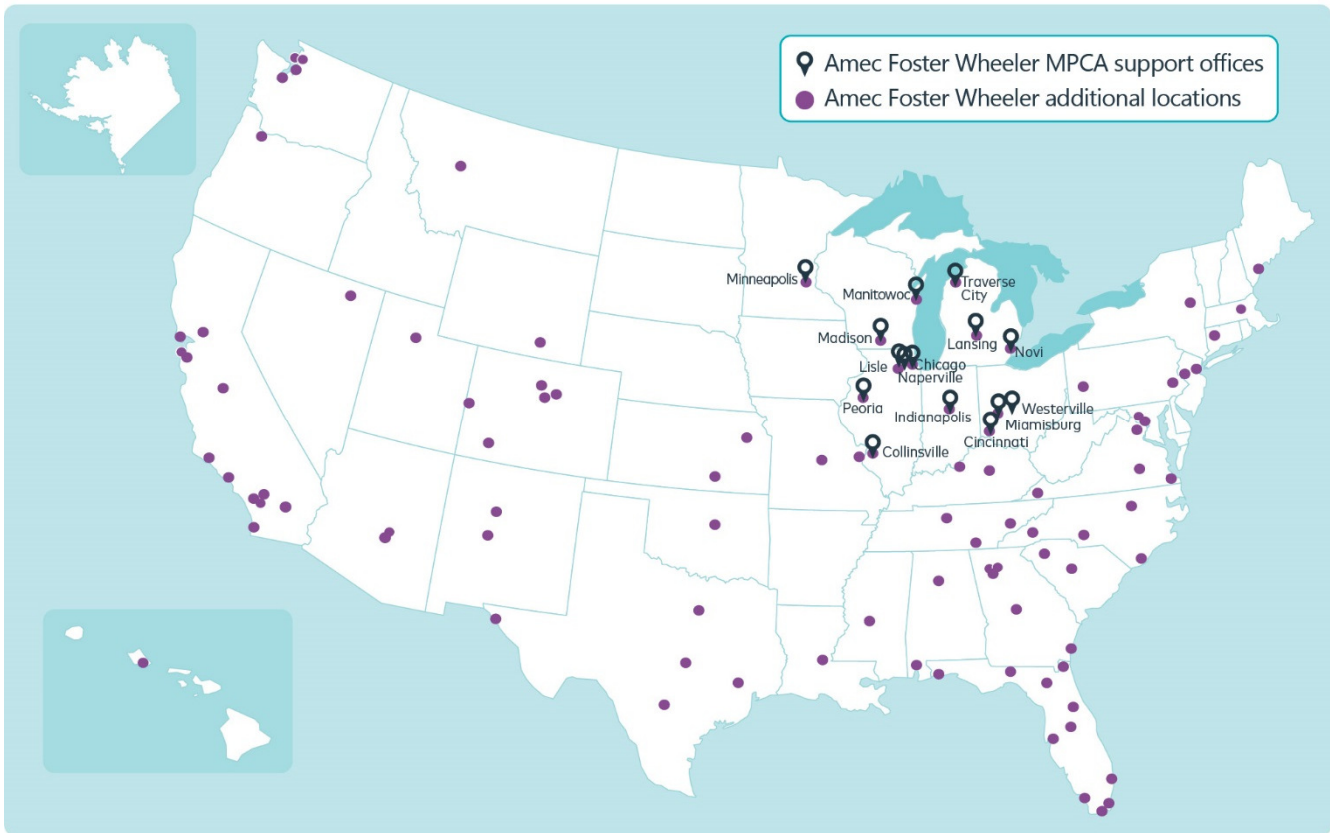 Amec Foster Wheeler MPCA support offices
Amec Foster Wheeler additional locations
Minneapolis
Manitowoc
Traverse
City
Madison
Lansing
Novi
Lisle
Chicago
Naperville
Peoria
Indianapolis
Westerville
Miamisburg
Cincinnati
Collinsville